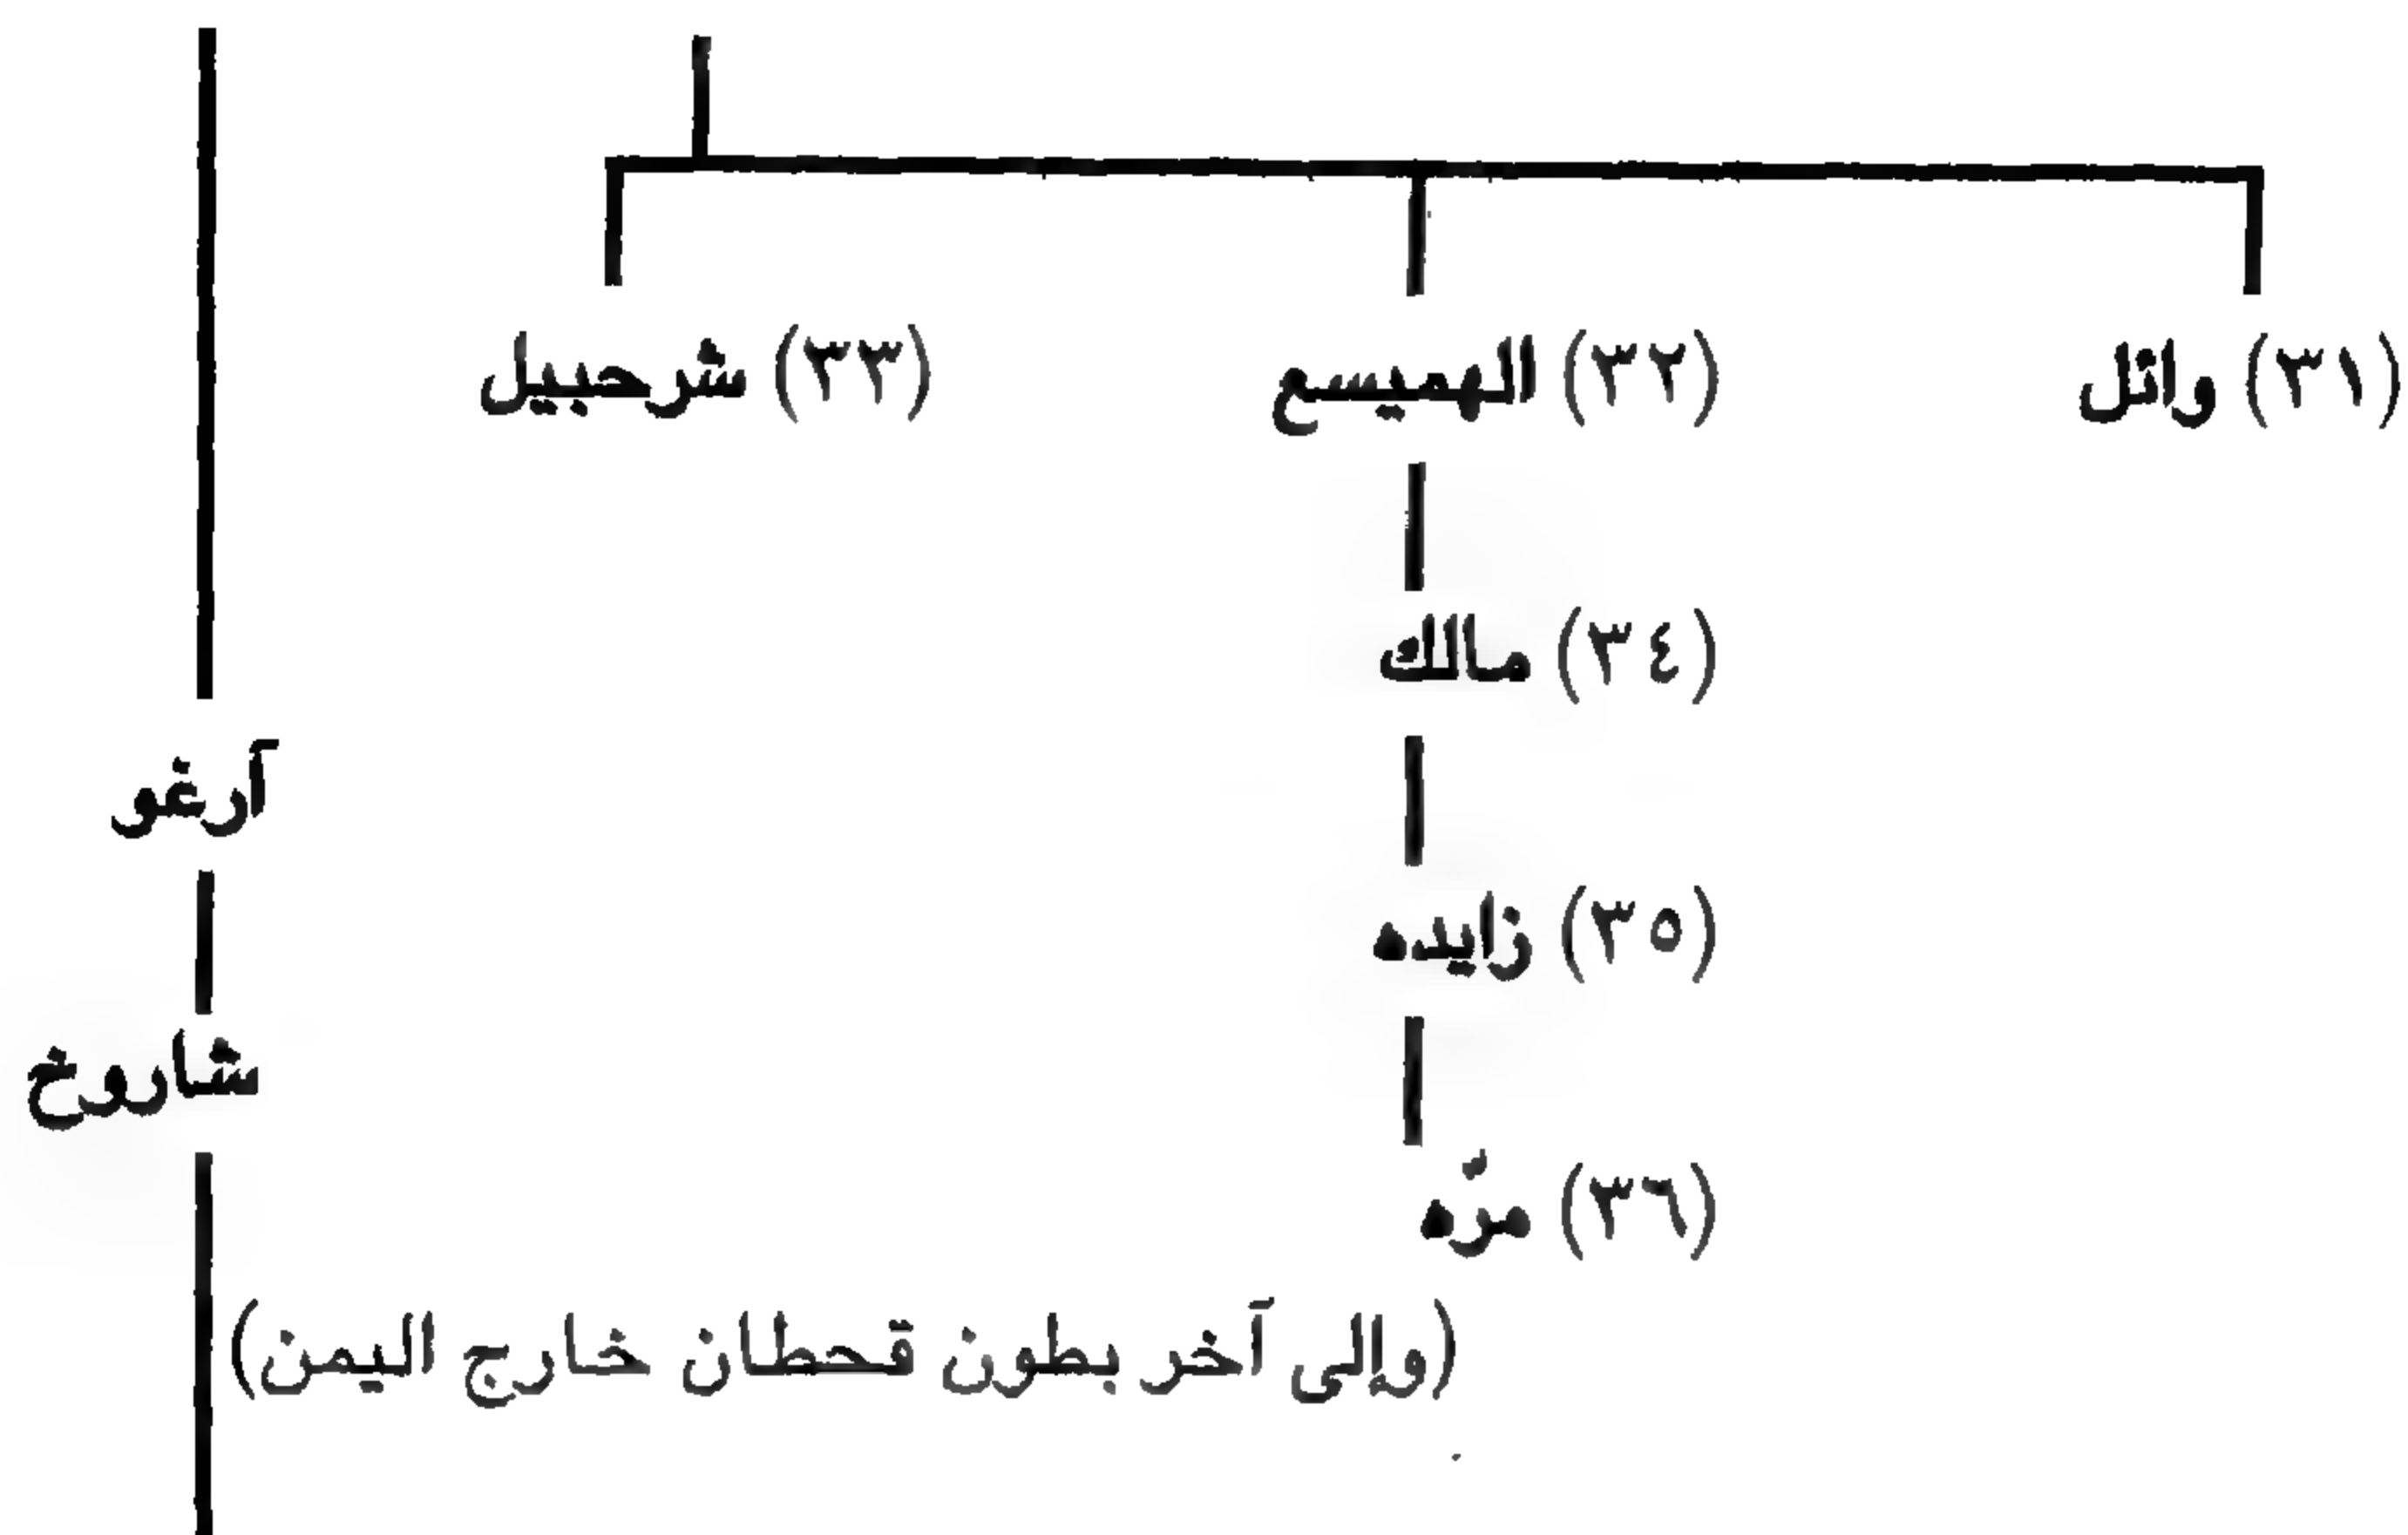 (٣١) وائل
(٣٢) الهميسع
(٣٣) شرحبيل
(٣٤) مالك
آرغو
(٣٥) زايده
شاروخ
(٣٦) مرّه
(وإلى آخر بطون قحطان خارج اليمن)